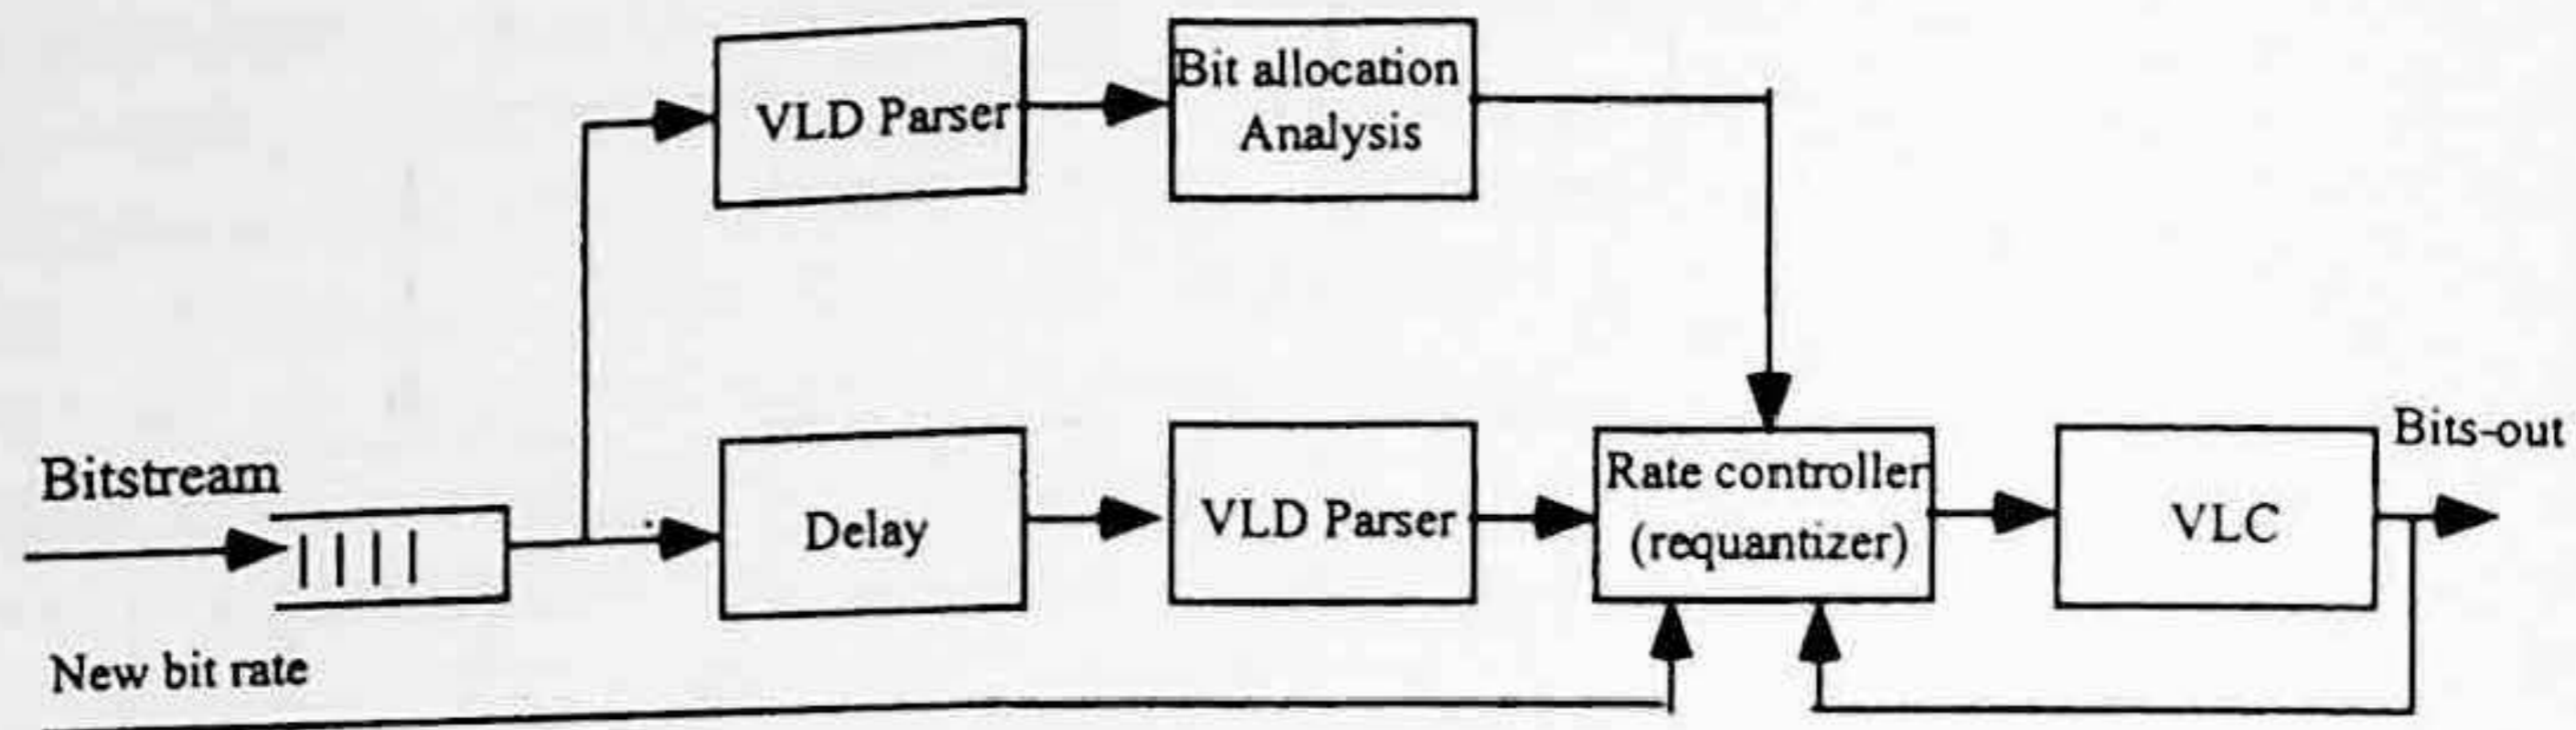 VLD Parser
Bit allocation
Analysis
Bitstream
Delay
VLD Parser
Rate controller
(requantizer)
VLC
Bits-out
New bit rate